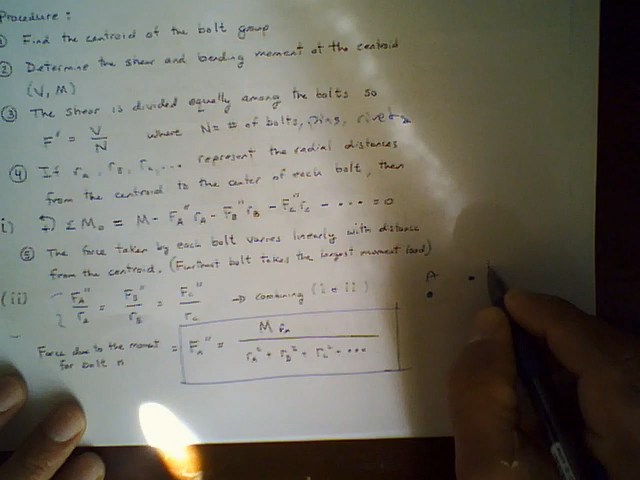 Procedure:
① Find the centroid of the bolt group
② Determine the shear and bending moment at the centroid
(V, M)
③ The shear is divided equally among the bolts so
F' = V/N where N = # of bolts, pins, rivets
④ If rA, rB, rC, ... represent the radial distances
from the centroid to the center of each bolt, then
i) ↺ Σ M₀ = M - FA'' rA - FB'' rB - FC'' rC - ···· = 0
⑤ The force taken by each bolt varies linearly with distance
from the centroid. (Furthest bolt takes the largest moment load)
(ii) FA''/rA = FB''/rB = FC''/rC → combining (i e ii)
A
Force due to the moment = FA'' = M rA / (rA² + rB² + rC² + ···)
for bolt n